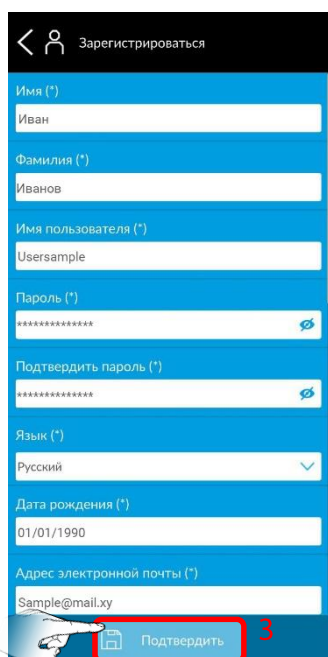 Зарегистрироваться
Имя (*)
Иван
Фамилия (*)
Иванов
Имя пользователя (*)
Usersample
Пароль (*)
**************
Подтвердить пароль (*)
**************
Язык (*)
Русский
Дата рождения (*)
01/01/1990
Адрес электронной почты (*)
Sample@mail.xy
Подтвердить 3